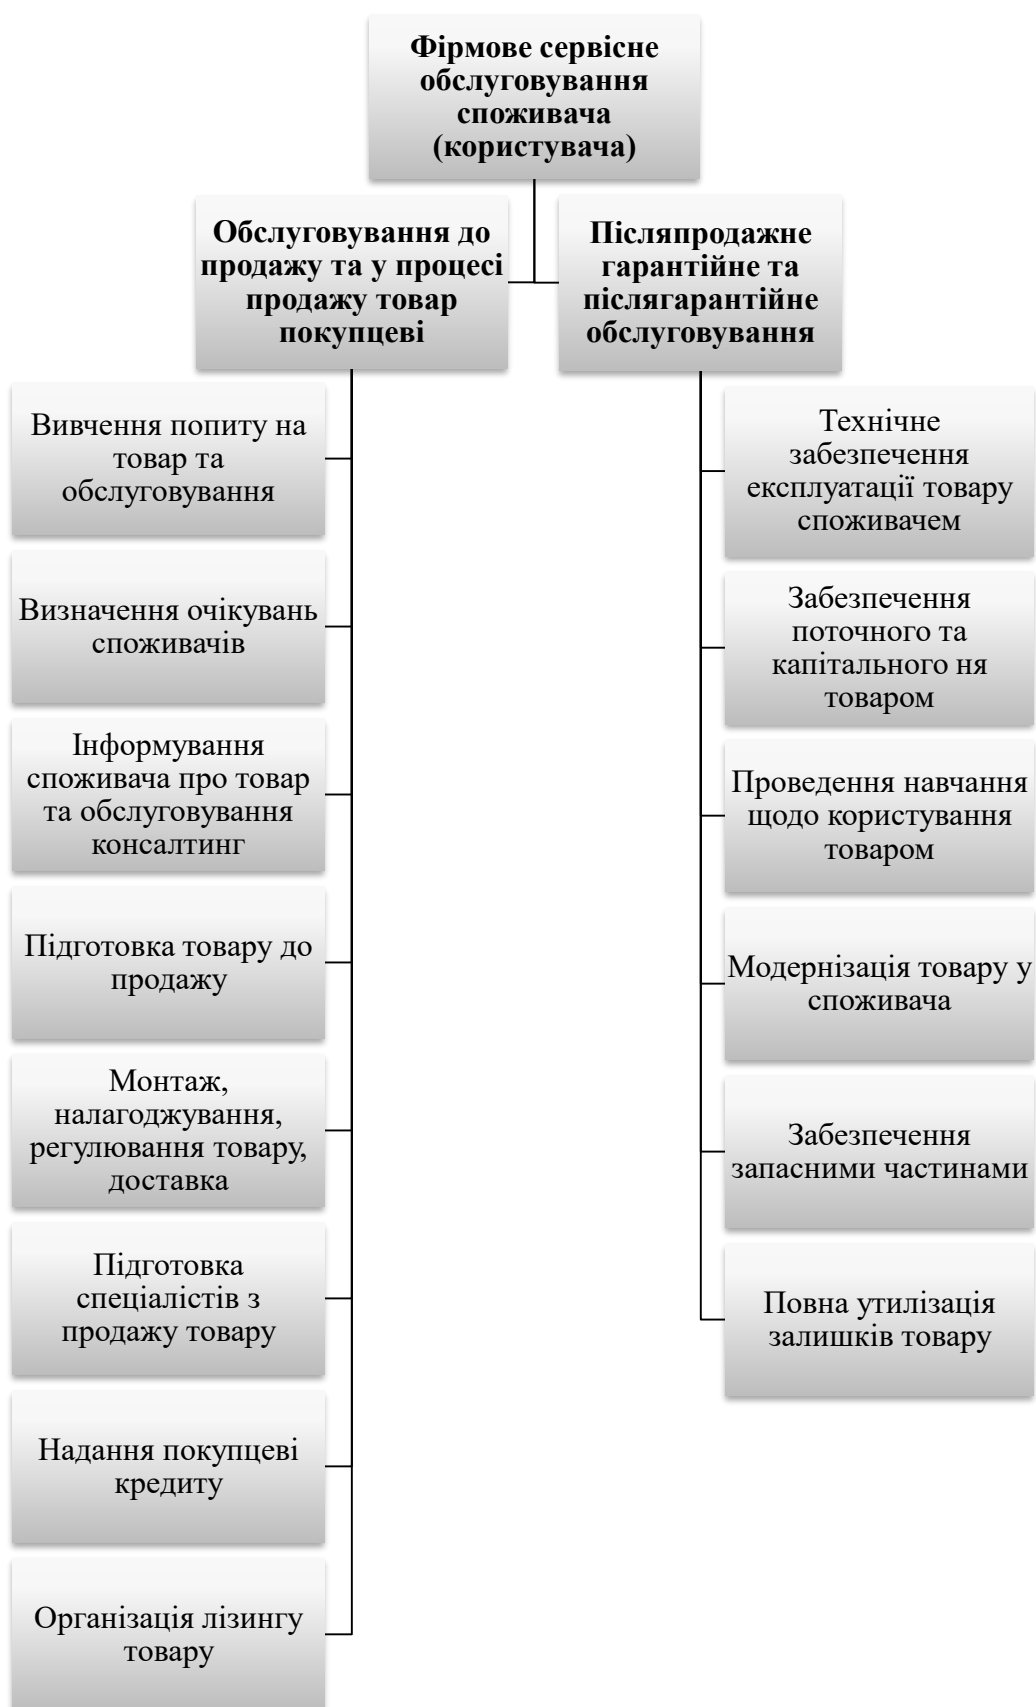 Фірмове сервісне
обслуговування
споживача
(користувача)
Обслуговування до
продажу та у процесі
продажу товар
покупцеві
Вивчення попиту на
товар та
обслуговування
Визначення очікувань
споживачів
Інформування
споживача про товар
та обслуговування
консалтинг
Підготовка товару до
продажу
Монтаж,
налагоджування,
регулювання товару,
доставка
Підготовка
спеціалістів з
продажу товару
Надання покупцеві
кредиту
Організація лізингу
товару
Післяпродажне
гарантійне та
післягарантійне
обслуговування
Технічне
забезпечення
експлуатації товару
споживачем
Забезпечення
поточного та
капітального ня
товаром
Проведення навчання
щодо користування
товаром
Модернізація товару у
споживача
Забезпечення
запасними частинами
Повна утилізація
залишків товару